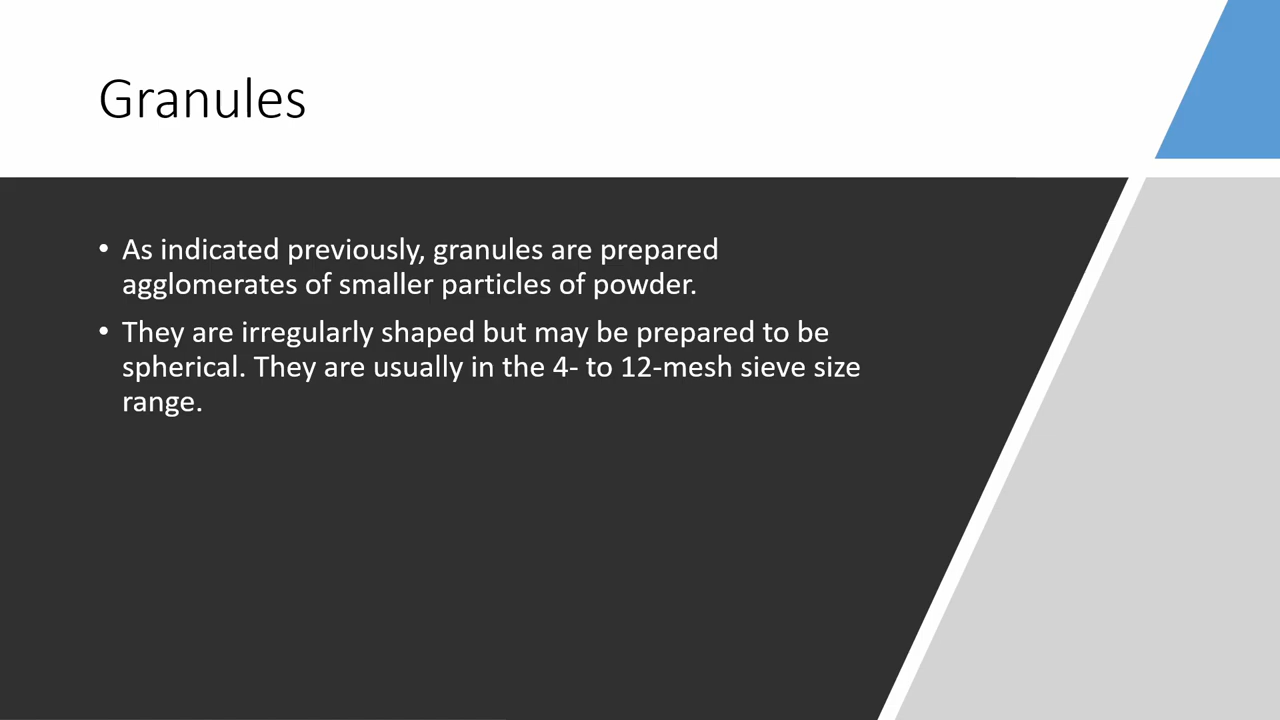 Granules
• As indicated previously, granules are prepared
agglomerates of smaller particles of powder.
• They are irregularly shaped but may be prepared to be
spherical. They are usually in the 4- to 12-mesh sieve size
range.